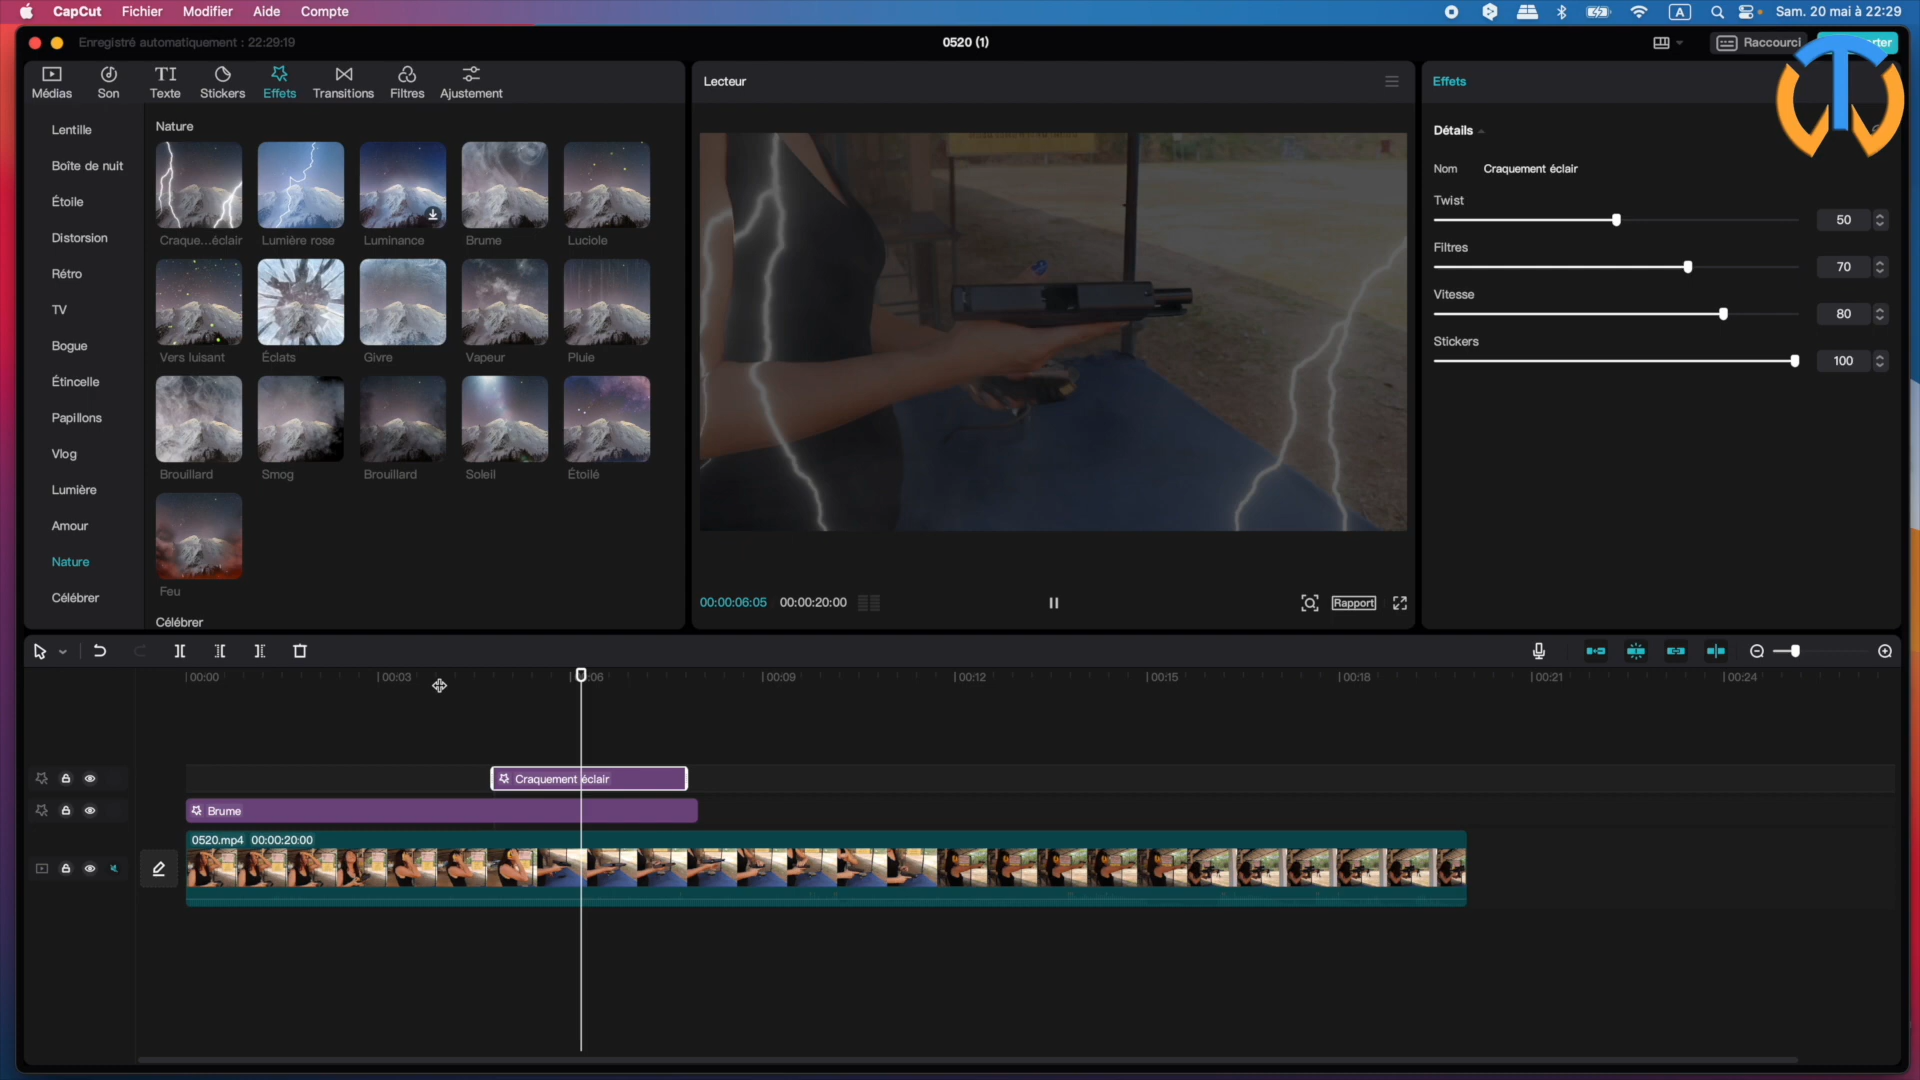 CapCut Fichier Modifier Aide Compte
A
Sam. 20 mai à 22:29
Enregistré automatiquement : 22:29:19
0520 (1)
Raccourci
Médias
Son
TI
Texte
Stickers
Effets
Transitions
Filtres
Ajustement
Lentille
Boîte de nuit
Étoile
Distorsion
Rétro
TV
Bogue
Étincelle
Papillons
Vlog
Lumière
Amour
Nature
Célébrer
Nature
Craque...éclair
Lumière rose
Luminance
Brume
Luciole
Vers luisant
Éclats
Givre
Vapeur
Pluie
Brouillard
Smog
Brouillard
Soleil
Étoilé
Feu
Célébrer
Lecteur
00:00:06:05 00:00:20:00
Rapport
Effets
Détails
Nom Craquement éclair
Twist
50
Filtres
70
Vitesse
80
Stickers
100
00:00
00:03
:06
00:09
00:12
00:15
00:18
00:21
00:24
Craquement éclair
Brume
0520.mp4 00:00:20:00